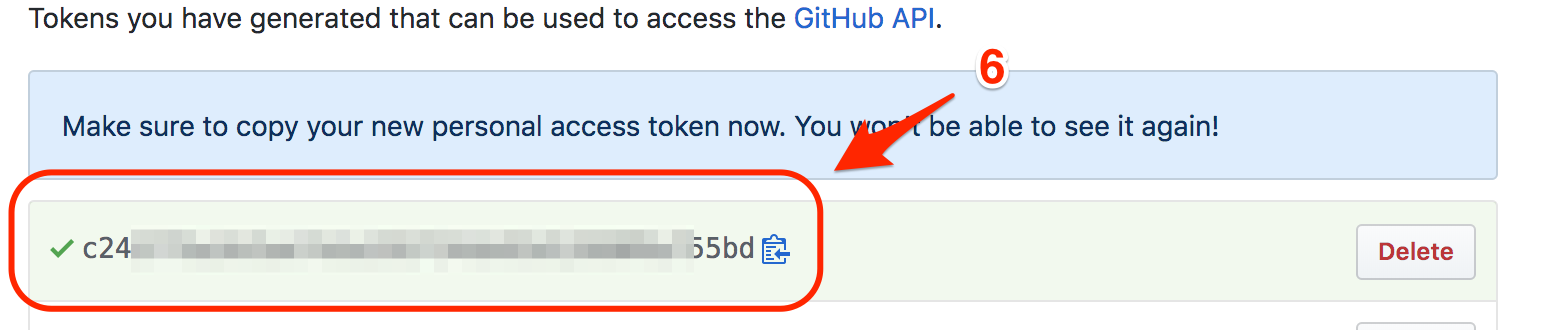 Tokens you have generated that can be used to access the GitHub API.
6
Make sure to copy your new personal access token now. You won't be able to see it again!
c24 55bd
Delete